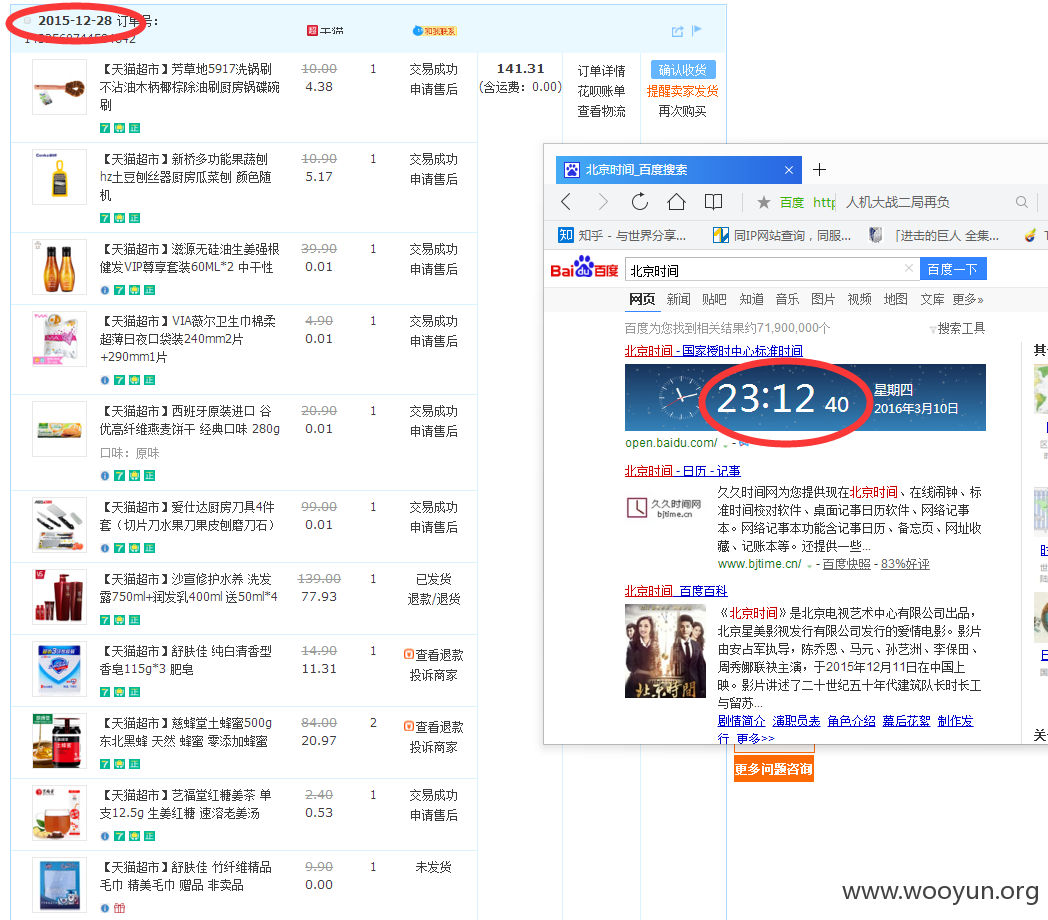 2015-12-28 订单号:
天猫
和我联系
【天猫超市】芳草地5917洗锅刷
不沾油木柄椰棕除油刷厨房锅碟碗
刷
10.00
4.38
1
交易成功
申请售后
141.31
(含运费:0.00)
订单详情
花呗账单
查看物流
确认收货
提醒卖家发货
再次购买
7 正
【天猫超市】新桥多功能果蔬刨
hz土豆刨丝器厨房瓜菜刨 颜色随
机
10.90
5.17
1
交易成功
申请售后
7 正
【天猫超市】滋源无硅油生姜强根
健发VIP尊享套装60ML*2 中干性
39.90
0.01
1
交易成功
申请售后
7 正
【天猫超市】VIA薇尔卫生巾棉柔
超薄日夜口袋装240mm2片
+290mm1片
4.90
0.01
1
交易成功
申请售后
7 正
【天猫超市】西班牙原装进口 谷
优高纤维燕麦饼干 经典口味 280g
口味:原味
20.90
0.01
1
交易成功
申请售后
7 正
【天猫超市】爱仕达厨房刀具4件
套(切片刀水果刀果皮刨磨刀石)
99.00
0.01
1
交易成功
申请售后
7 正
【天猫超市】沙宣修护水养 洗发
露750ml+润发乳400ml 送50ml*4
139.00
77.93
1
已发货
退款/退货
7 正
【天猫超市】舒肤佳 纯白清香型
香皂115g*3 肥皂
14.90
11.31
1
查看退款
投诉商家
7 正
【天猫超市】慈蜂堂土蜂蜜500g
东北黑蜂 天然 蜂蜜 零添加蜂蜜
84.00
20.97
2
查看退款
投诉商家
7 正
【天猫超市】艺福堂红糖姜茶 单
支12.5g 生姜红糖 速溶老姜汤
2.40
0.53
1
交易成功
申请售后
7 正
【天猫超市】舒肤佳 竹纤维精品
毛巾 精美毛巾 赠品 非卖品
9.90
0.00
1
未发货
北京时间_百度搜索
百度 http
人机大战二局再负
知 知乎 - 与世界分享...
同IP网站查询,同服...
「进击的巨人 全集...
Bai百度
北京时间
百度一下
网页 新闻 贴吧 知道 音乐 图片 视频 地图 文库 更多»
百度为您找到相关结果约71,900,000个
搜索工具
北京时间 - 国家授时中心标准时间
23:12 40
星期四
2016年3月10日
open.baidu.com/
北京时间 - 日历 - 记事
久久时间网
bjtime.cn
久久时间网为您提供现在北京时间、在线闹钟、标
准时间校对软件、桌面记事日历软件、网络记事
本。网络记事本功能含记事日历、备忘页、网址收
藏、记账本等。还提供一些...
www.bjtime.cn/ - 百度快照 - 83%好评
北京时间_百度百科
北京時間
《北京时间》是北京电视艺术中心有限公司出品,
北京星美影视发行有限公司发行的爱情电影。影片
由安占军执导,陈乔恩、马元、孙艺洲、李保田、
周秀娜联袂主演,于2015年12月11日在中国上
映。影片讲述了二十世纪五十年代建筑队长时长工
与留苏...
剧情简介 演职员表 角色介绍 幕后花絮 制作发
行 更多>>
更多问题咨询
www.wooyun.org